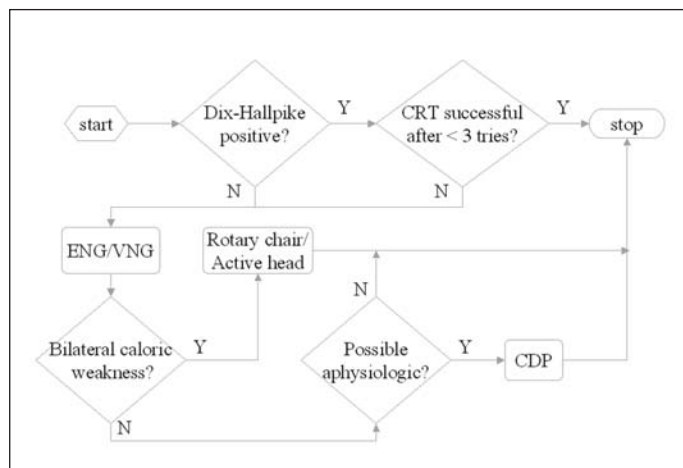 start
Dix-Hallpike
positive?
Y
CRT successful
after < 3 tries?
Y
stop
N
N
ENG/VNG
Rotary chair/
Active head
N
Bilateral caloric
weakness?
Y
Possible
aphysiologic?
Y
CDP
N